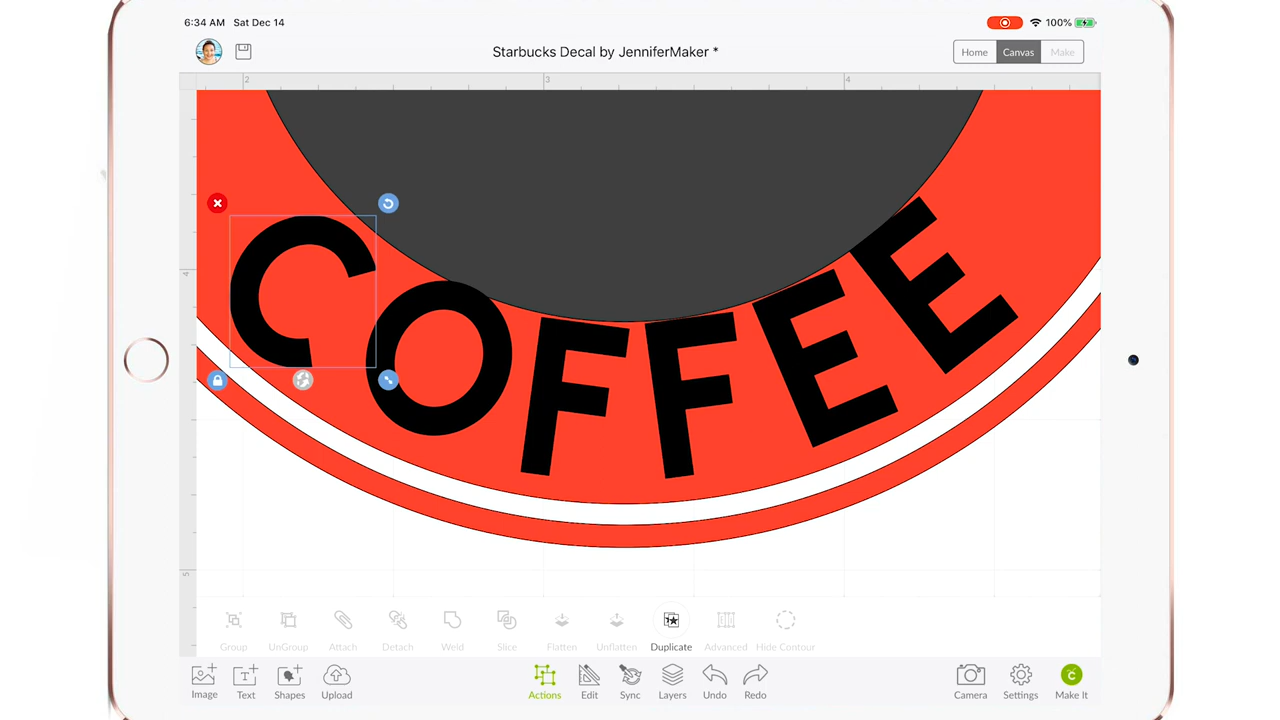 6:34 AM Sat Dec 14
100%
Starbucks Decal by JenniferMaker *
Home Canvas Make
2 3 4
4
5
COFFEE
Group UnGroup Attach Detach Weld Slice Flatten Unflatten Duplicate Advanced Hide Contour
Image Text Shapes Upload Actions Edit Sync Layers Undo Redo Camera Settings Make It